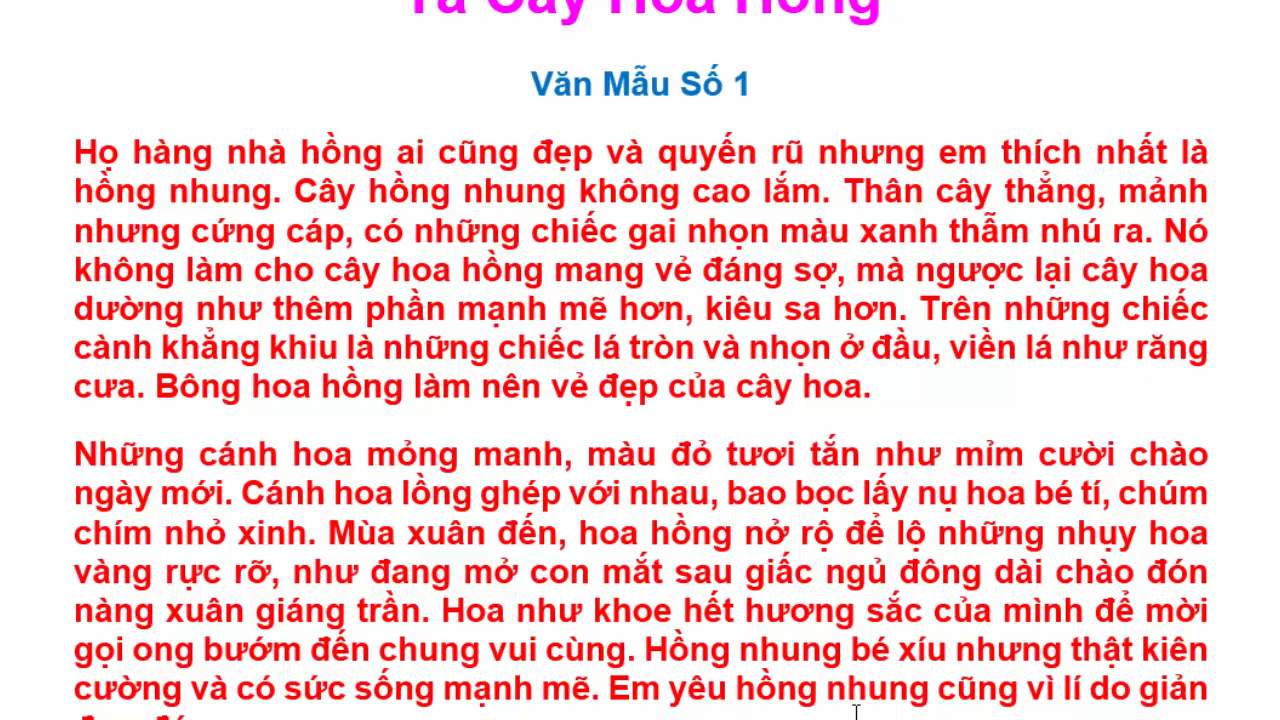 Tả Cây Hoa Hồng
Văn Mẫu Số 1
Họ hàng nhà hồng ai cũng đẹp và quyến rũ nhưng em thích nhất là
hồng nhung. Cây hồng nhung không cao lắm. Thân cây thẳng, mảnh
nhưng cứng cáp, có những chiếc gai nhọn màu xanh thẫm nhú ra. Nó
không làm cho cây hoa hồng mang vẻ đáng sợ, mà ngược lại cây hoa
dường như thêm phần mạnh mẽ hơn, kiêu sa hơn. Trên những chiếc
cành khẳng khiu là những chiếc lá tròn và nhọn ở đầu, viền lá như răng
cưa. Bông hoa hồng làm nên vẻ đẹp của cây hoa.
Những cánh hoa mỏng manh, màu đỏ tươi tắn như mỉm cười chào
ngày mới. Cánh hoa lồng ghép với nhau, bao bọc lấy nụ hoa bé tí, chúm
chím nhỏ xinh. Mùa xuân đến, hoa hồng nở rộ để lộ những nhụy hoa
vàng rực rỡ, như đang mở con mắt sau giấc ngủ đông dài chào đón
nàng xuân giáng trần. Hoa như khoe hết hương sắc của mình để mời
gọi ong bướm đến chung vui cùng. Hồng nhung bé xíu nhưng thật kiên
cường và có sức sống mạnh mẽ. Em yêu hồng nhung cũng vì lí do giản